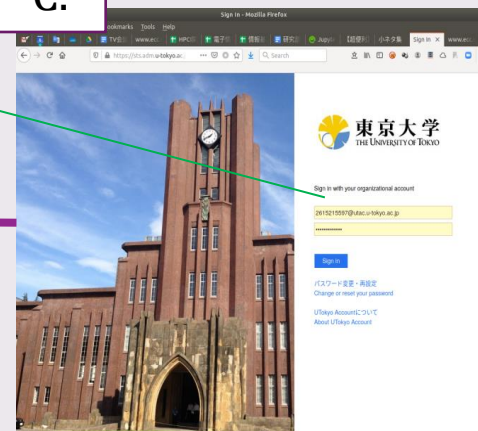 C.
Sign In - Mozilla Firefox
ookmarks Tools Help
Sign In
https://sts.adm.u-tokyo.ac.j
Search
東京大学
THE UNIVERSITY OF TOKYO
Sign in with your organizational account
2615215597@utac.u-tokyo.ac.jp
Sign in
パスワード変更・再設定
Change or reset your password
UTokyo Accountについて
About UTokyo Account